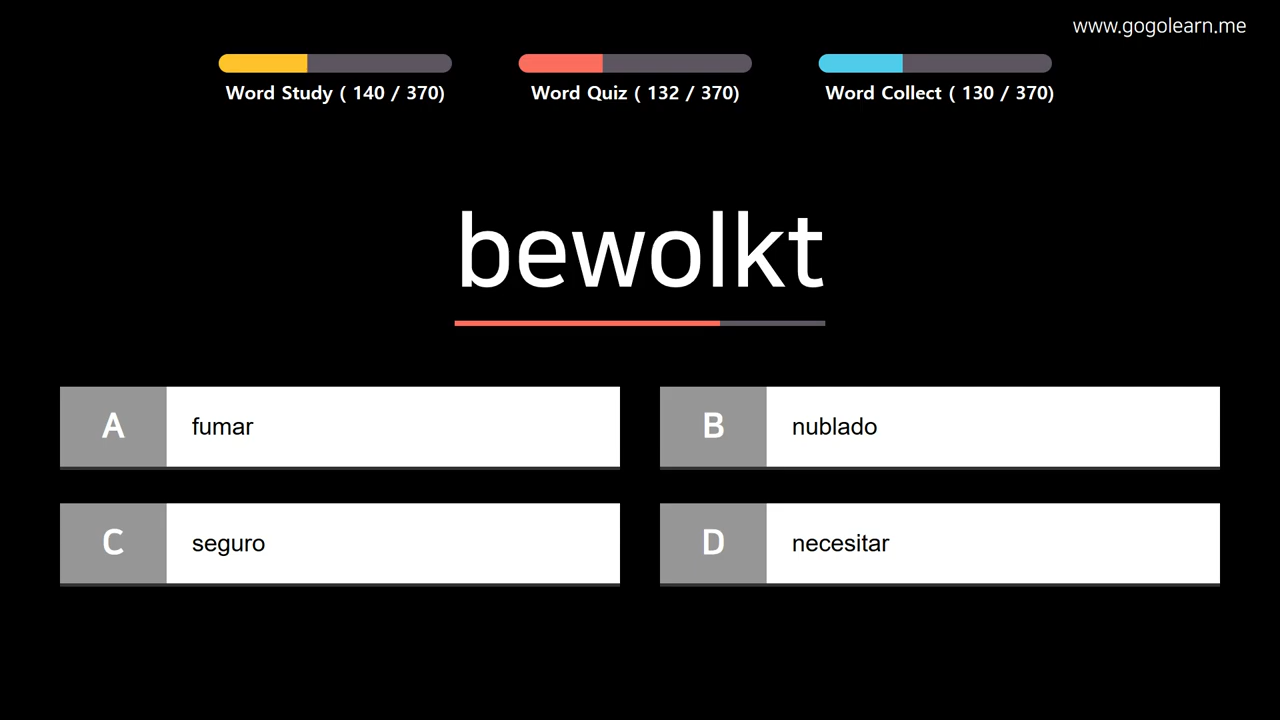 www.gogolearn.me
Word Study ( 140 / 370)
Word Quiz ( 132 / 370)
Word Collect ( 130 / 370)
bewolkt
A fumar
B nublado
C seguro
D necesitar